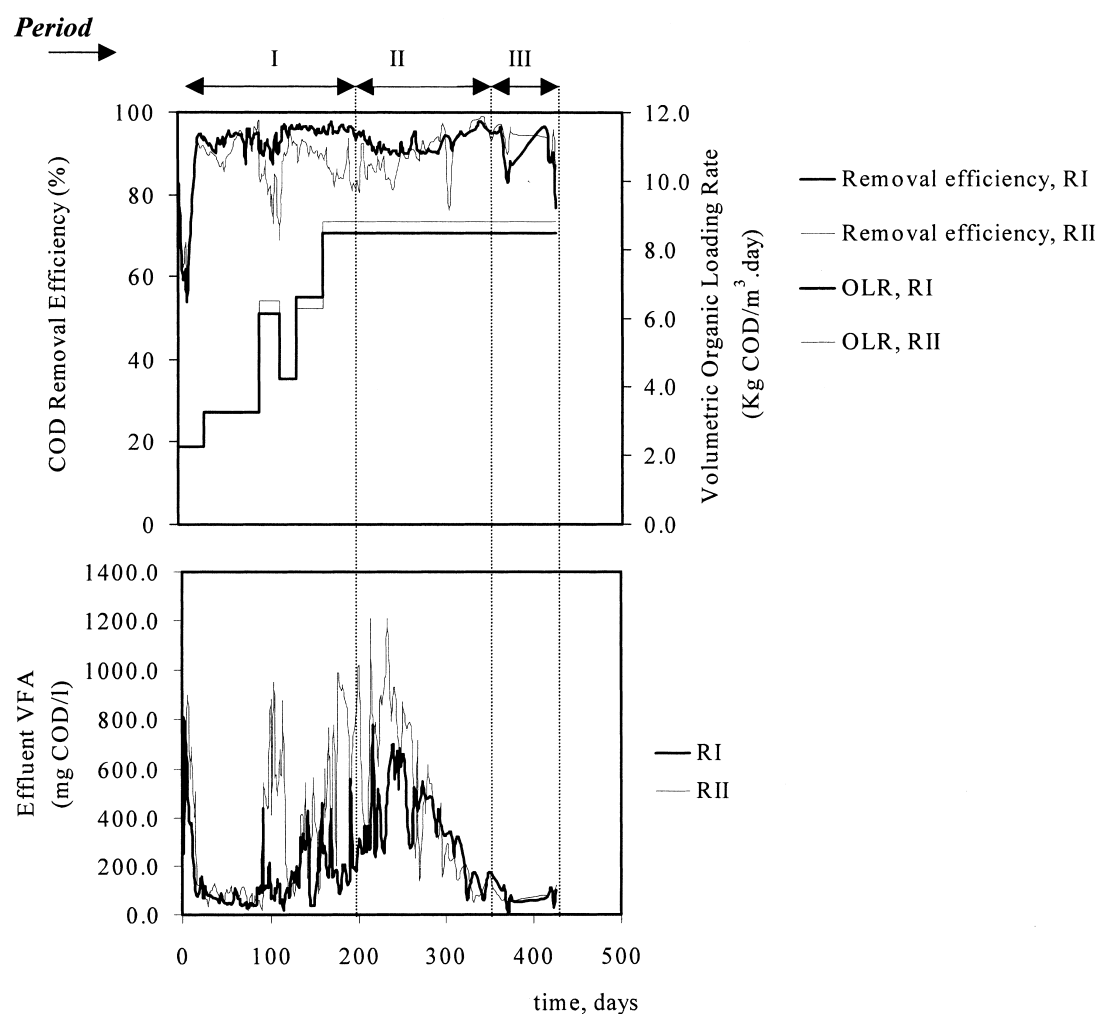 Period
I II III
100
80
60
40
20
0
COD Removal Efficiency (%)
12.0
10.0
8.0
6.0
4.0
2.0
0.0
Volumetric Organic Loading Rate
(Kg COD/m³.day)
Removal efficiency, RI
Removal efficiency, RII
OLR, RI
OLR, RII
1400.0
1200.0
1000.0
800.0
600.0
400.0
200.0
0.0
Effluent VFA
(mg COD/l)
RI
RII
0 100 200 300 400 500
time, days